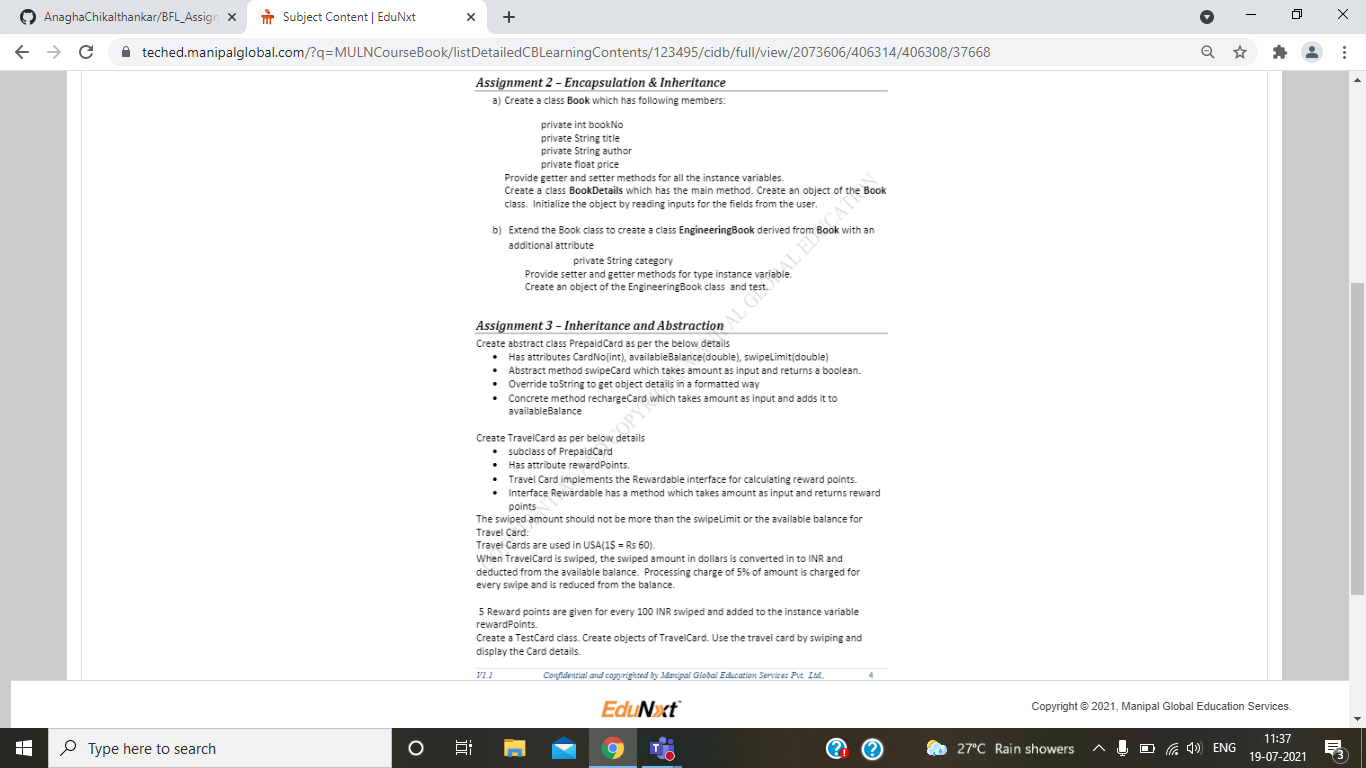 AnaghaChikalthankar/BFL_Assign
Subject Content | EduNxt
teched.manipalglobal.com/?q=MULNCourseBook/listDetailedCBLearningContents/123495/cidb/full/view/2073606/406314/406308/37668
Assignment 2 – Encapsulation & Inheritance
a) Create a class Book which has following members:
private int bookNo
private String title
private String author
private float price
Provide getter and setter methods for all the instance variables.
Create a class BookDetails which has the main method. Create an object of the Book
class. Initialize the object by reading inputs for the fields from the user.
b) Extend the Book class to create a class EngineeringBook derived from Book with an
additional attribute
private String category
Provide setter and getter methods for type instance variable.
Create an object of the EngineeringBook class and test.
Assignment 3 – Inheritance and Abstraction
Create abstract class PrepaidCard as per the below details
• Has attributes CardNo(int), availableBalance(double), swipeLimit(double)
• Abstract method swipeCard which takes amount as input and returns a boolean.
• Override toString to get object details in a formatted way
• Concrete method rechargeCard which takes amount as input and adds it to
availableBalance
Create TravelCard as per below details
• subclass of PrepaidCard
• Has attribute rewardPoints.
• Travel Card implements the Rewardable interface for calculating reward points.
• Interface Rewardable has a method which takes amount as input and returns reward
points
The swiped amount should not be more than the swipeLimit or the available balance for
Travel Card.
Travel Cards are used in USA(1$ = Rs 60).
When TravelCard is swiped, the swiped amount in dollars is converted in to INR and
deducted from the available balance. Processing charge of 5% of amount is charged for
every swipe and is reduced from the balance.
5 Reward points are given for every 100 INR swiped and added to the instance variable
rewardPoints.
Create a TestCard class. Create objects of TravelCard. Use the travel card by swiping and
display the Card details.
V1.1 Confidential and copyrighted by Manipal Global Education Services Pvt. Ltd., 4
GLOBAL EDUCATION
EduNxt
Copyright © 2021, Manipal Global Education Services.
Type here to search
27°C Rain showers
ENG
11:37
19-07-2021
3